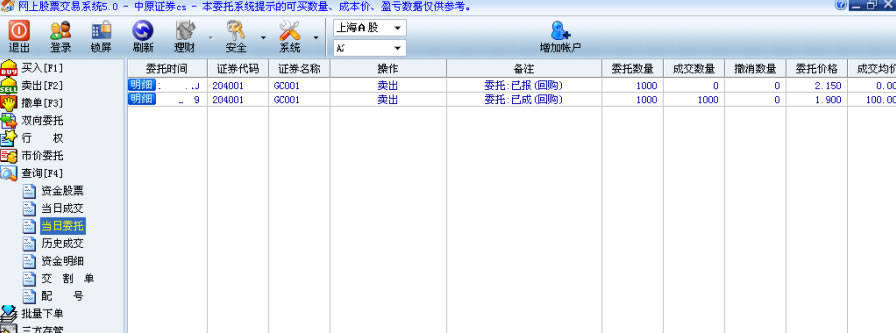 网上股票交易系统5.0 - 中原证券cs - 本委托系统提示的可买数量、成本价、盈亏数据仅供参考。
退出 登录 锁屏 刷新 理财 安全 系统 上海A股 增加帐户
买入[F1]
卖出[F2]
撤单[F3]
双向委托
行 权
市价委托
查询[F4]
资金股票
当日成交
当日委托
历史成交
资金明细
交 割 单
配 号
批量下单
三方存管
委托时间 证券代码 证券名称 操作 备注 委托数量 成交数量 撤消数量 委托价格 成交均价
明细 204001 GC001 卖出 委托:已报(回购) 1000 0 0 2.150 0.00
明细 9 204001 GC001 卖出 委托:已成(回购) 1000 1000 0 1.900 100.00